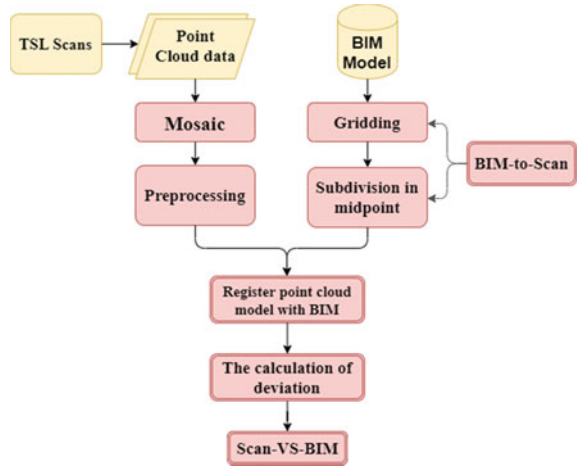 TSL Scans
Point
Cloud data
BIM
Model
Mosaic
Gridding
BIM-to-Scan
Preprocessing
Subdivision in
midpoint
Register point cloud
model with BIM
The calculation of
deviation
Scan-VS-BIM